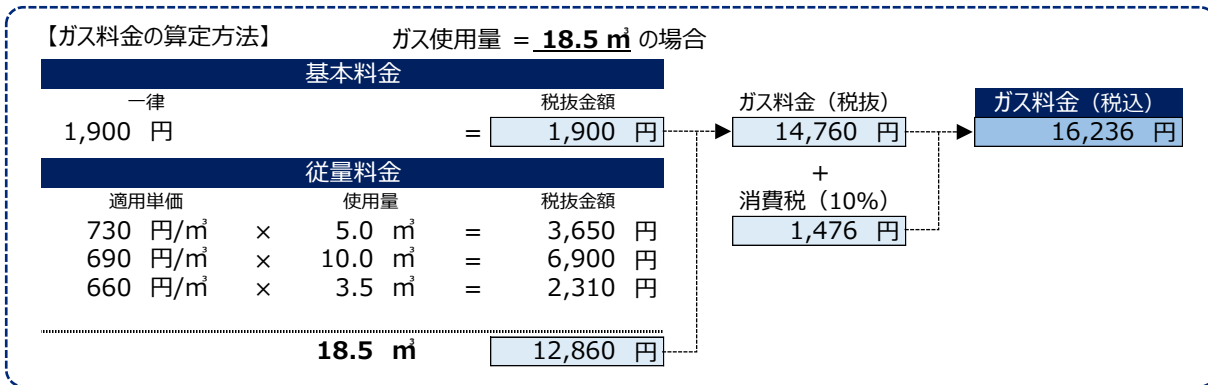 【ガス料金の算定方法】 ガス使用量 = 18.5 ㎥ の場合
基本料金
一律 税抜金額
1,900 円 = 1,900 円
従量料金
適用単価 使用量 税抜金額
730 円/㎥ × 5.0 ㎥ = 3,650 円
690 円/㎥ × 10.0 ㎥ = 6,900 円
660 円/㎥ × 3.5 ㎥ = 2,310 円
18.5 ㎥ 12,860 円
ガス料金（税抜）
14,760 円
+
消費税（10%）
1,476 円
ガス料金（税込）
16,236 円